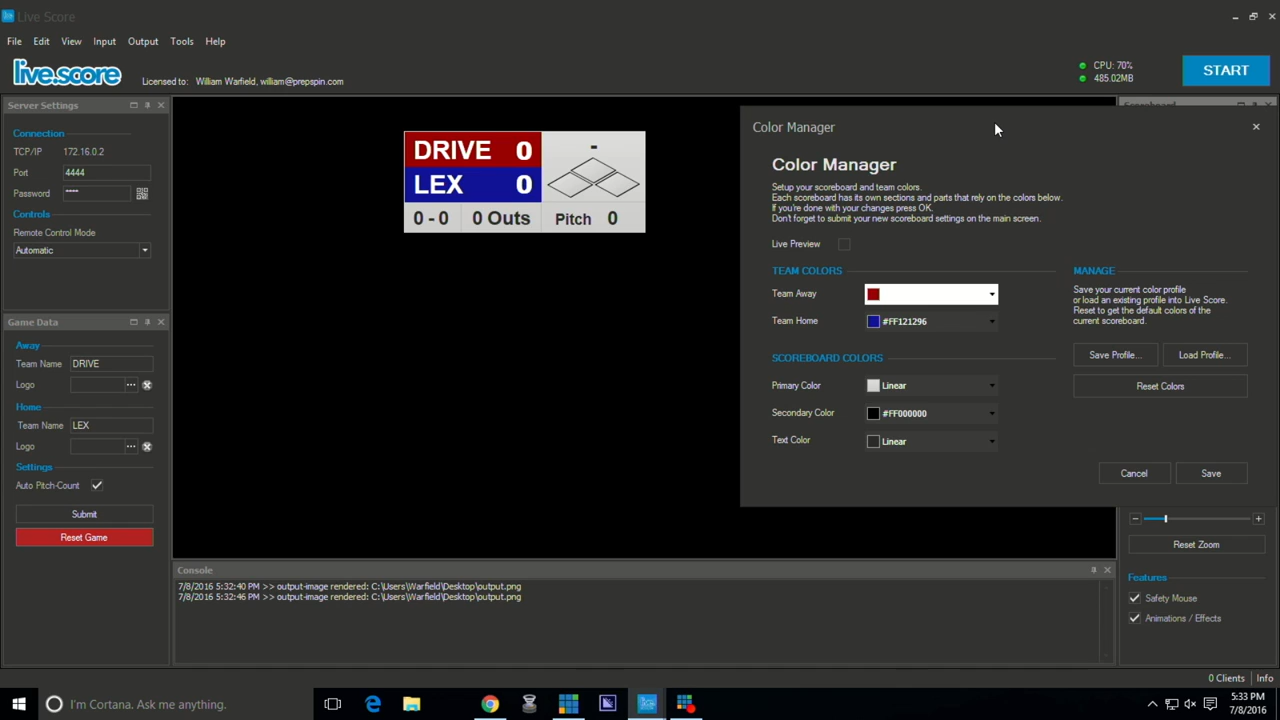 Live Score
File Edit View Input Output Tools Help
live.score
Licensed to: William Warfield, william@prepspin.com
CPU: 70%
485.02MB
START
Server Settings
Connection
TCP/IP 172.16.0.2
Port 4444
Password ****
Controls
Remote Control Mode
Automatic
Game Data
Away
Team Name DRIVE
Logo ...
Home
Team Name LEX
Logo ...
Settings
Auto Pitch-Count
Submit
Reset Game
DRIVE 0 -
LEX 0
0 - 0 0 Outs Pitch 0
Scoreboard
Color Manager
Color Manager
Setup your scoreboard and team colors.
Each scoreboard has its own sections and parts that rely on the colors below.
If you're done with your changes press OK.
Don't forget to submit your new scoreboard settings on the main screen.
Live Preview
TEAM COLORS
Team Away
Team Home #FF121296
SCOREBOARD COLORS
Primary Color Linear
Secondary Color #FF000000
Text Color Linear
MANAGE
Save your current color profile
or load an existing profile into Live Score.
Reset to get the default colors of the
current scoreboard.
Save Profile... Load Profile...
Reset Colors
Cancel Save
Reset Zoom
Features
Safety Mouse
Animations / Effects
Console
7/8/2016 5:32:40 PM >> output-image rendered: C:\Users\Warfield\Desktop\output.png
7/8/2016 5:32:46 PM >> output-image rendered: C:\Users\Warfield\Desktop\output.png
0 Clients Info
I'm Cortana. Ask me anything.
5:33 PM
7/8/2016